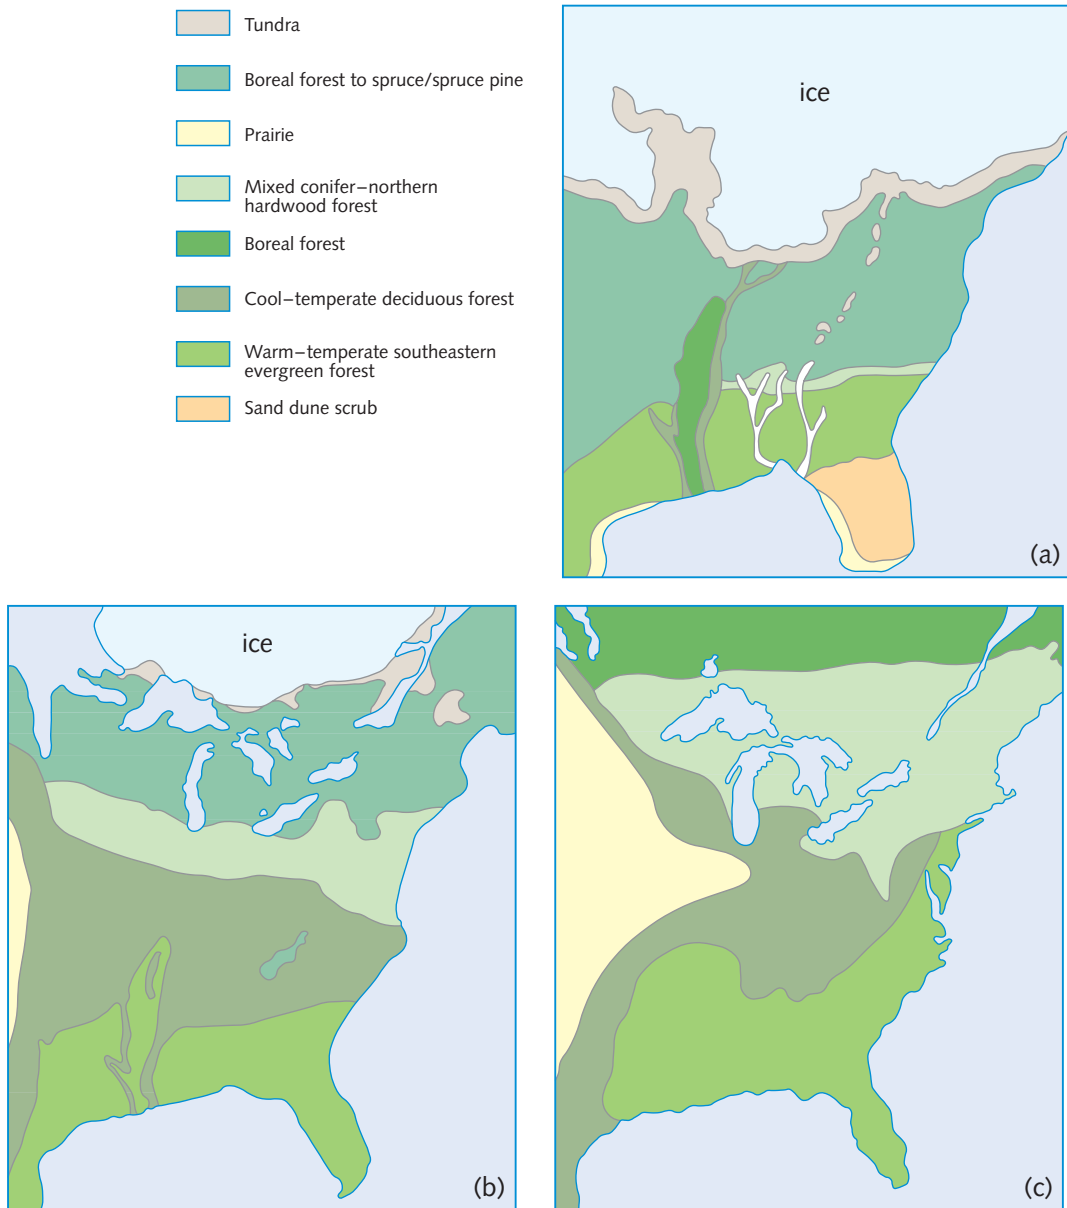 Tundra
Boreal forest to spruce/spruce pine
Prairie
Mixed conifer–northern
hardwood forest
Boreal forest
Cool–temperate deciduous forest
Warm–temperate southeastern
evergreen forest
Sand dune scrub
ice
(a)
ice
(b)
(c)